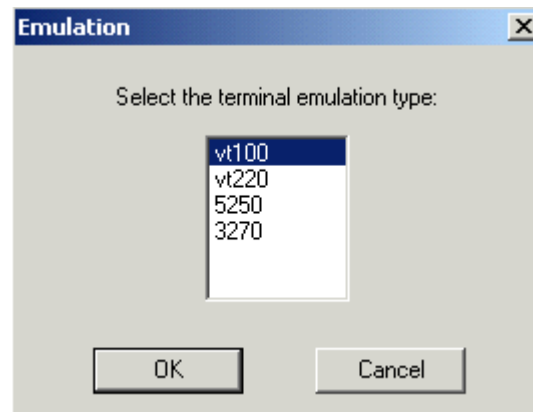 Emulation
Select the terminal emulation type:
vt100
vt220
5250
3270
OK Cancel